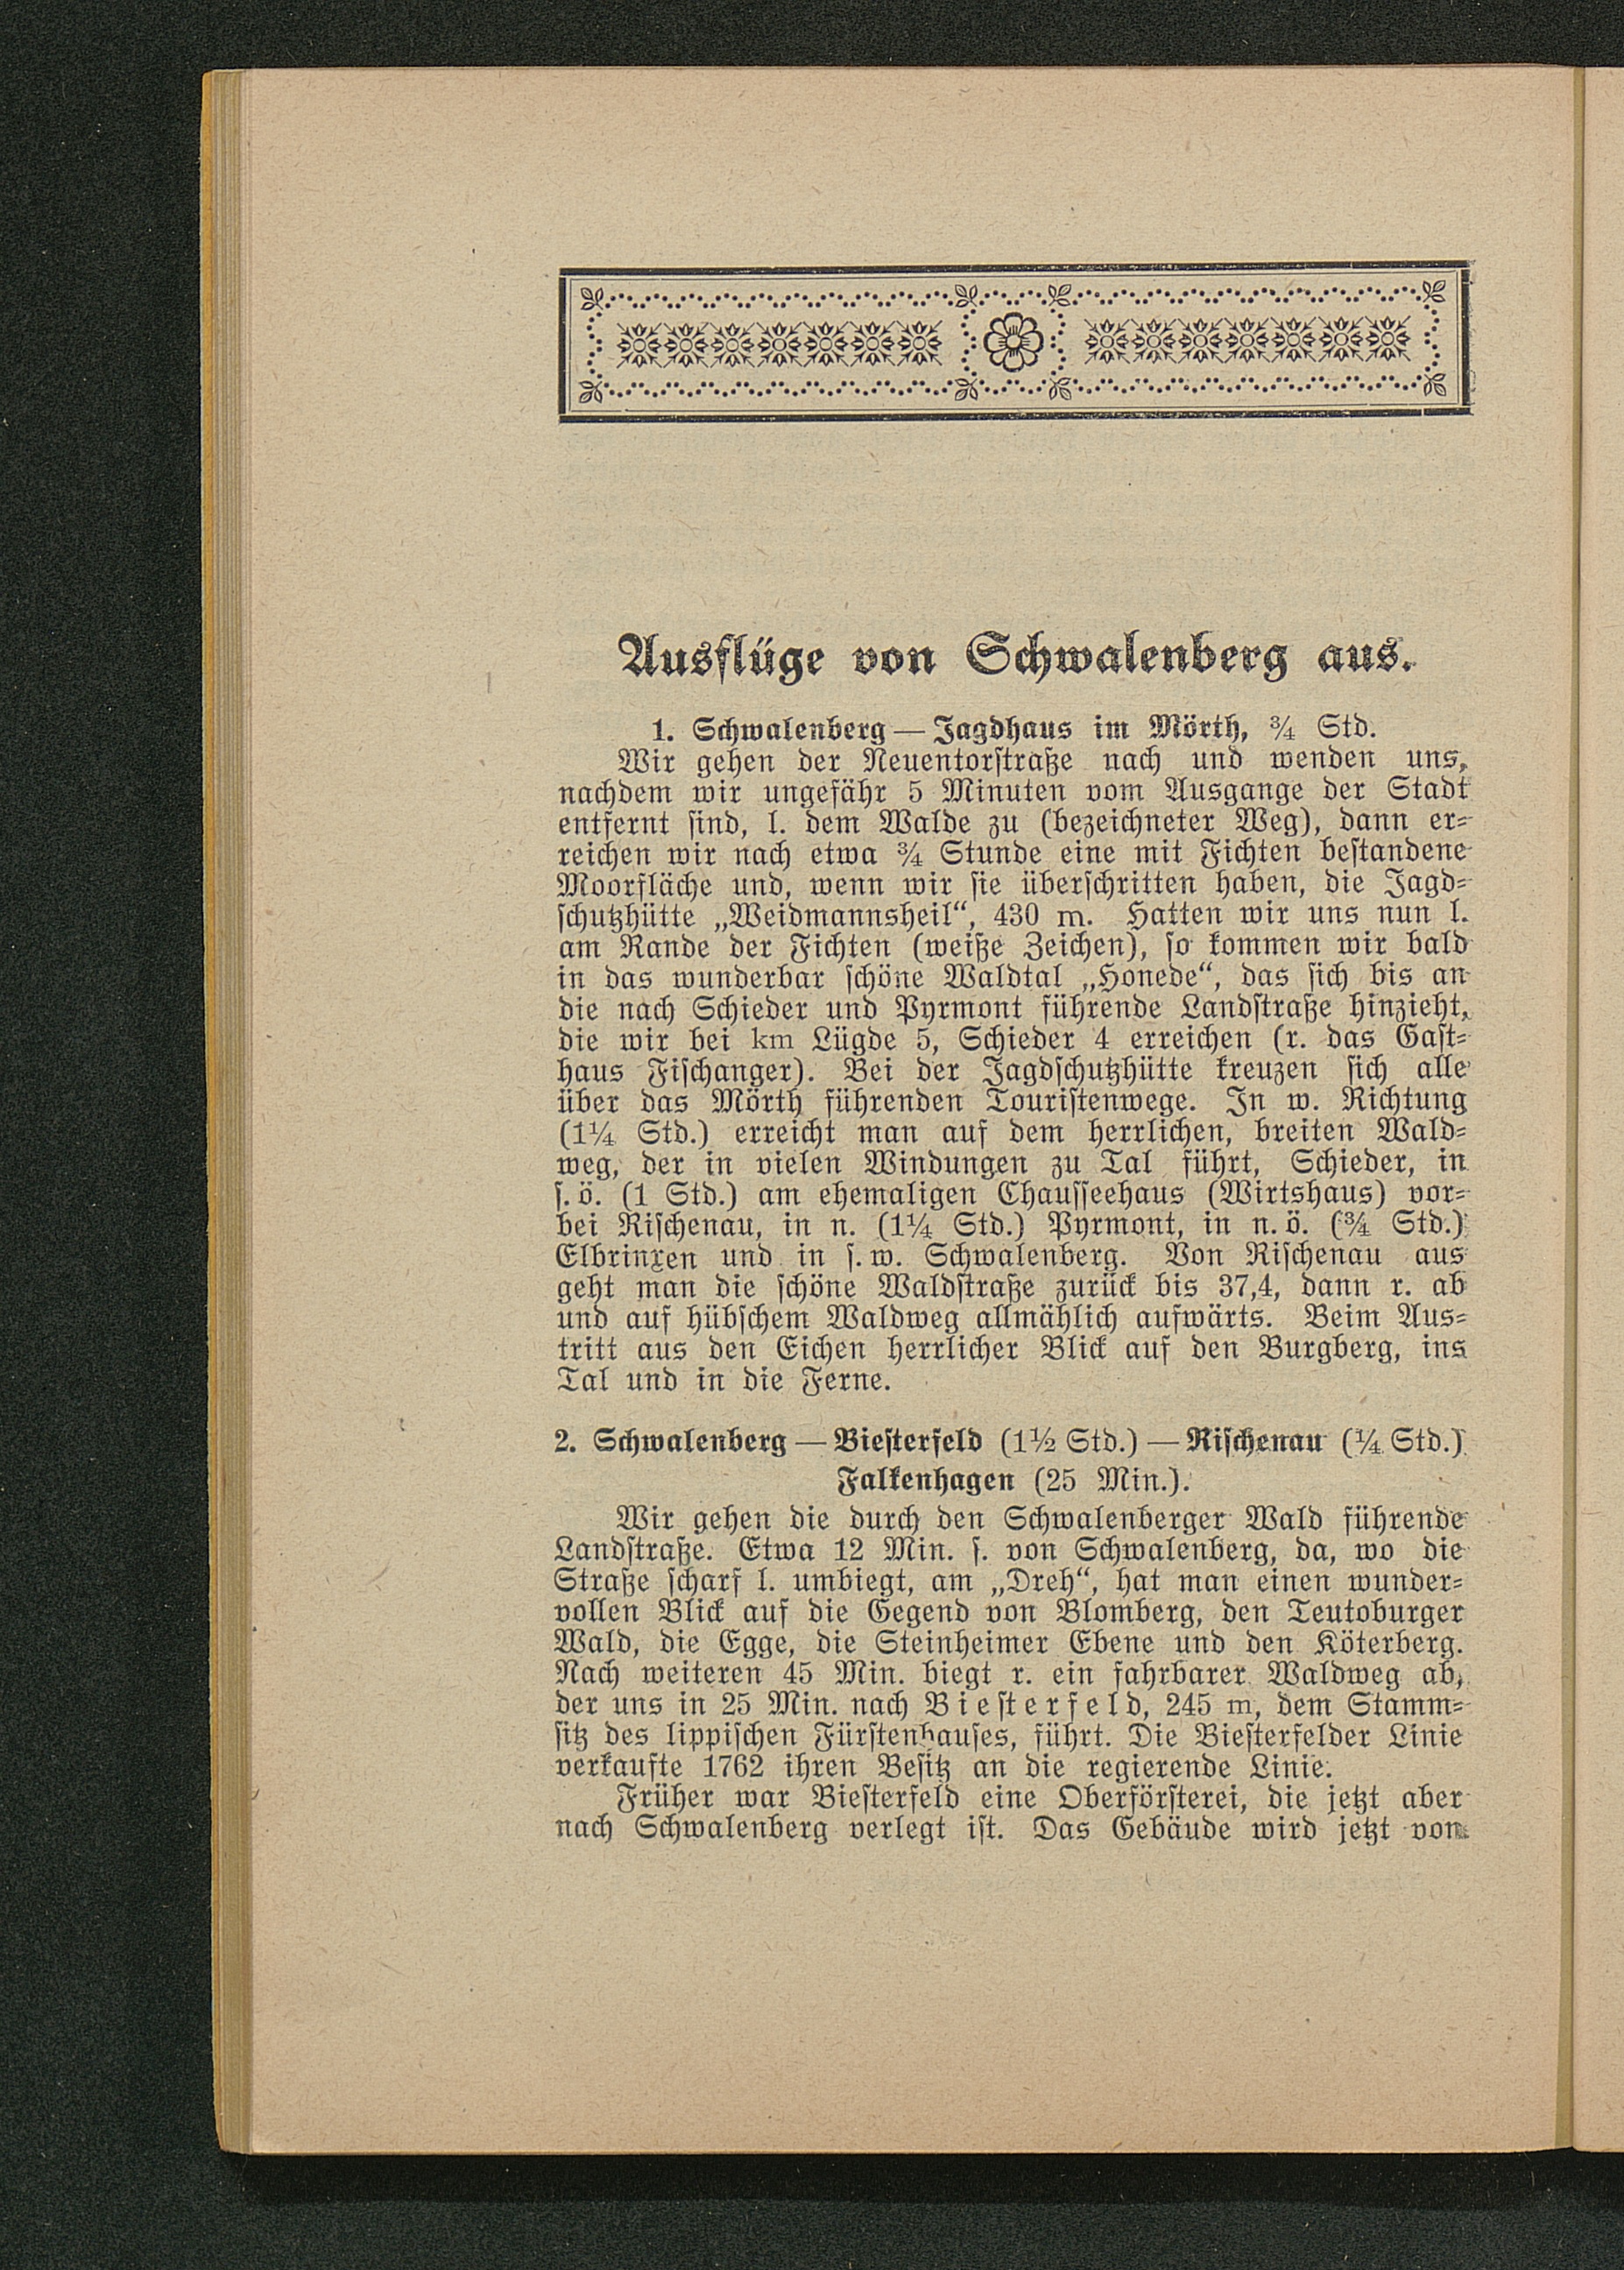 Ausflüge von Schwalenberg aus.
1. Schwalenberg — Jagdhaus im Mörth, ¾ Std.
Wir gehen der Neuentorstraße nach und wenden uns,
nachdem wir ungefähr 5 Minuten vom Ausgange der Stadt
entfernt sind, l. dem Walde zu (bezeichneter Weg), dann er-
reichen wir nach etwa ¾ Stunde eine mit Fichten bestandene
Moorfläche und, wenn wir sie überschritten haben, die Jagd-
schutzhütte „Weidmannsheil“, 430 m. Hatten wir uns nun l.
am Rande der Fichten (weiße Zeichen), so kommen wir bald
in das wunderbar schöne Waldtal „Honede“, das sich bis an
die nach Schieder und Pyrmont führende Landstraße hinzieht,
die wir bei km Lügde 5, Schieder 4 erreichen (r. das Gast-
haus Fischanger). Bei der Jagdschutzhütte kreuzen sich alle
über das Mörth führenden Touristenwege. In w. Richtung
(1¼ Std.) erreicht man auf dem herrlichen, breiten Wald-
weg, der in vielen Windungen zu Tal führt, Schieder, in
s. ö. (1 Std.) am ehemaligen Chausseehaus (Wirtshaus) vor-
bei Rischenau, in n. (1¼ Std.) Pyrmont, in n. ö. (¾ Std.)
Elbrinxen und in s. w. Schwalenberg. Von Rischenau aus
geht man die schöne Waldstraße zurück bis 37,4, dann r. ab
und auf hübschem Waldweg allmählich aufwärts. Beim Aus-
tritt aus den Eichen herrlicher Blick auf den Burgberg, ins
Tal und in die Ferne.
2. Schwalenberg — Biesterfeld (1½ Std.) — Rischenau (¼ Std.)
Falkenhagen (25 Min.).
Wir gehen die durch den Schwalenberger Wald führende
Landstraße. Etwa 12 Min. s. von Schwalenberg, da, wo die
Straße scharf l. umbiegt, am „Dreh“, hat man einen wunder-
vollen Blick auf die Gegend von Blomberg, den Teutoburger
Wald, die Egge, die Steinheimer Ebene und den Köterberg.
Nach weiteren 45 Min. biegt r. ein fahrbarer Waldweg ab,
der uns in 25 Min. nach Biesterfeld, 245 m, dem Stamm-
sitz des lippischen Fürstenhauses, führt. Die Biesterfelder Linie
verkaufte 1762 ihren Besitz an die regierende Linie.
Früher war Biesterfeld eine Oberförsterei, die jetzt aber
nach Schwalenberg verlegt ist. Das Gebäude wird jetzt von